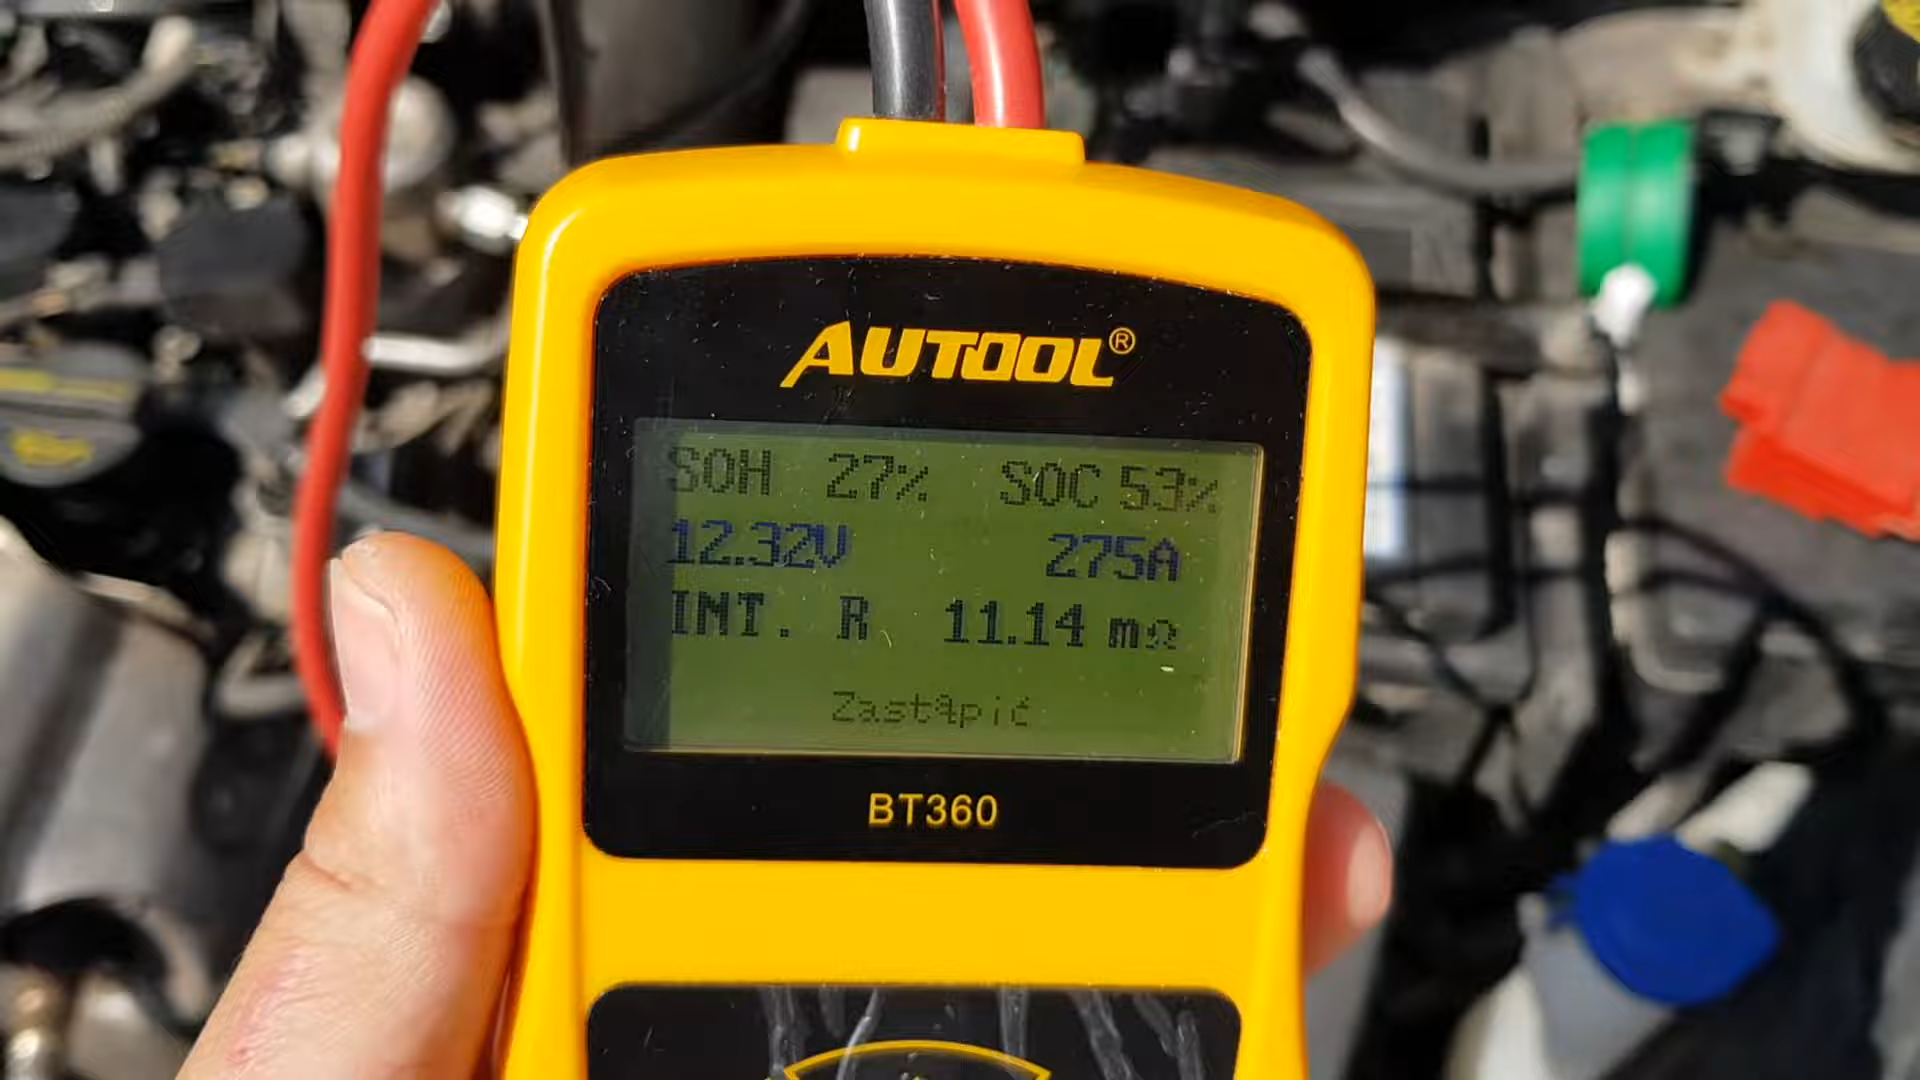 AUTOOL®
SOH 27% SOC 53%
12.32V 275A
INT. R 11.14 mΩ
Zastąpić
BT360